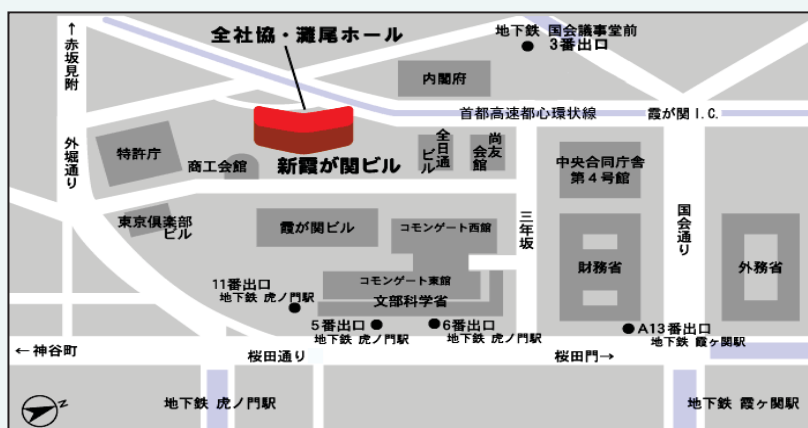 全社協・灘尾ホール
地下鉄 国会議事堂前
3番出口
↑赤坂見附
内閣府
首都高速都心環状線
霞が関 I.C.
外堀通り
特許庁
商工会館
新霞が関ビル
全日通
ビル
尚友
会館
中央合同庁舎
第4号館
東京倶楽部
ビル
霞が関ビル
コモンゲート西館
三年坂
国会通り
財務省
外務省
コモンゲート東館
文部科学省
11番出口
地下鉄 虎ノ門駅
5番出口
地下鉄 虎ノ門駅
6番出口
地下鉄 虎ノ門駅
A13番出口
地下鉄 霞ヶ関駅
←神谷町
桜田通り
桜田門→
地下鉄 虎ノ門駅
地下鉄 霞ヶ関駅
N